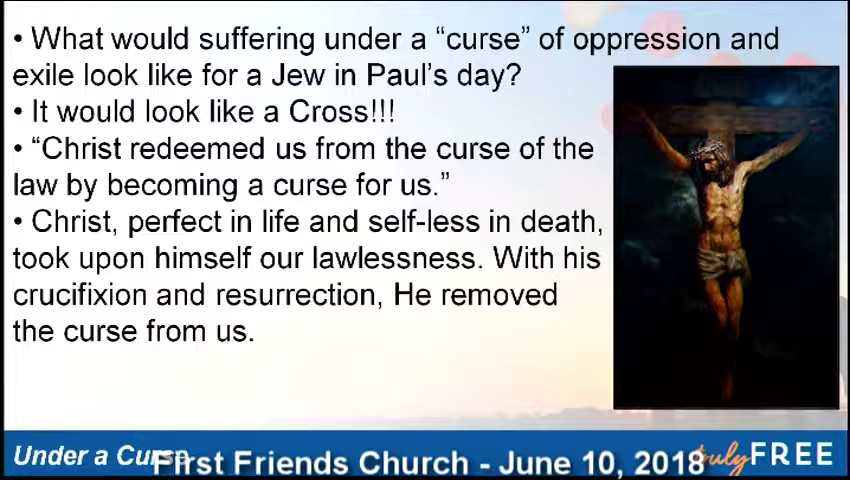 • What would suffering under a “curse” of oppression and
exile look like for a Jew in Paul’s day?
• It would look like a Cross!!!
• “Christ redeemed us from the curse of the
law by becoming a curse for us.”
• Christ, perfect in life and self-less in death,
took upon himself our lawlessness. With his
crucifixion and resurrection, He removed
the curse from us.
Under a Curse
First Friends Church - June 10, 2018
truly FREE